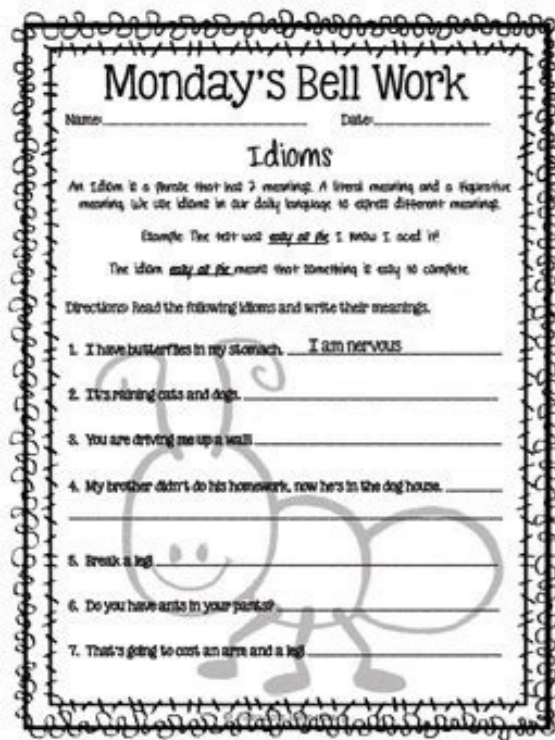 Monday's Bell Work
Name: Date:
Idioms
An Idiom is a phrase that has 2 meanings. A literal meaning and a figurative
meaning. We use idioms in our daily language to express different meanings.
Example: The test was easy as pie. I know I aced it!
The idiom easy as pie means that something is easy to complete.
Directions: Read the following idioms and write their meanings.
1. I have butterflies in my stomach. I am nervous
2. It's raining cats and dogs.
3. You are driving me up a wall!
4. My brother didn't do his homework, now he's in the dog house.
5. Break a leg!
6. Do you have ants in your pants?
7. That's going to cost an arm and a leg!